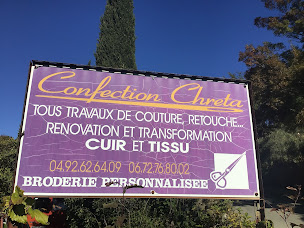 Confection Chreta
TOUS TRAVAUX DE COUTURE, RETOUCHE...
RENOVATION ET TRANSFORMATION
CUIR ET TISSU
04.92.62.64.09 06.72.76.80.02
BRODERIE PERSONNALISEE